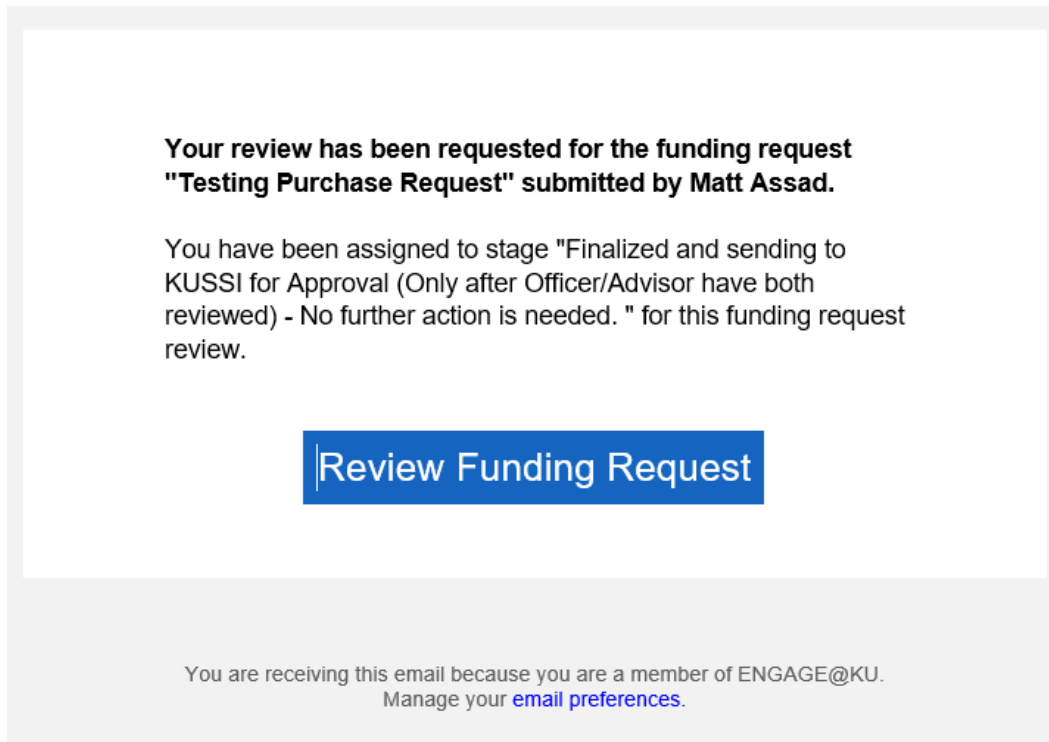 Your review has been requested for the funding request
"Testing Purchase Request" submitted by Matt Assad.
You have been assigned to stage "Finalized and sending to
KUSSI for Approval (Only after Officer/Advisor have both
reviewed) - No further action is needed. " for this funding request
review.
Review Funding Request
You are receiving this email because you are a member of ENGAGE@KU.
Manage your email preferences.